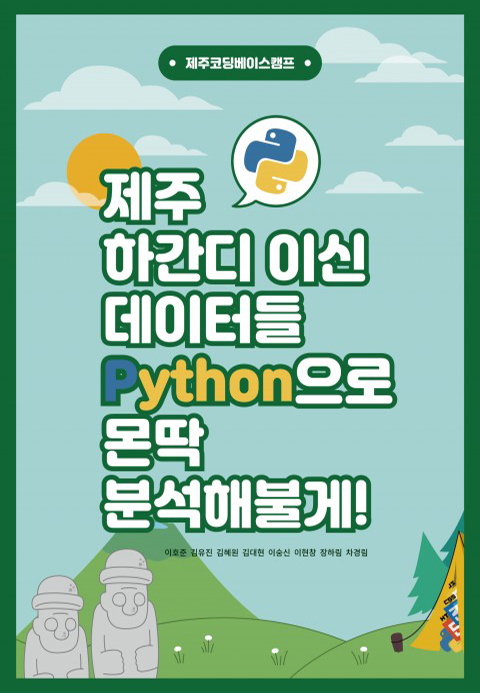 제주코딩베이스캠프
제주
하간디 이신
데이터들
Python으로
몬딱
분석해불게!
이호준 김유진 김혜원 김대현 이승신 이현창 장하림 차경림